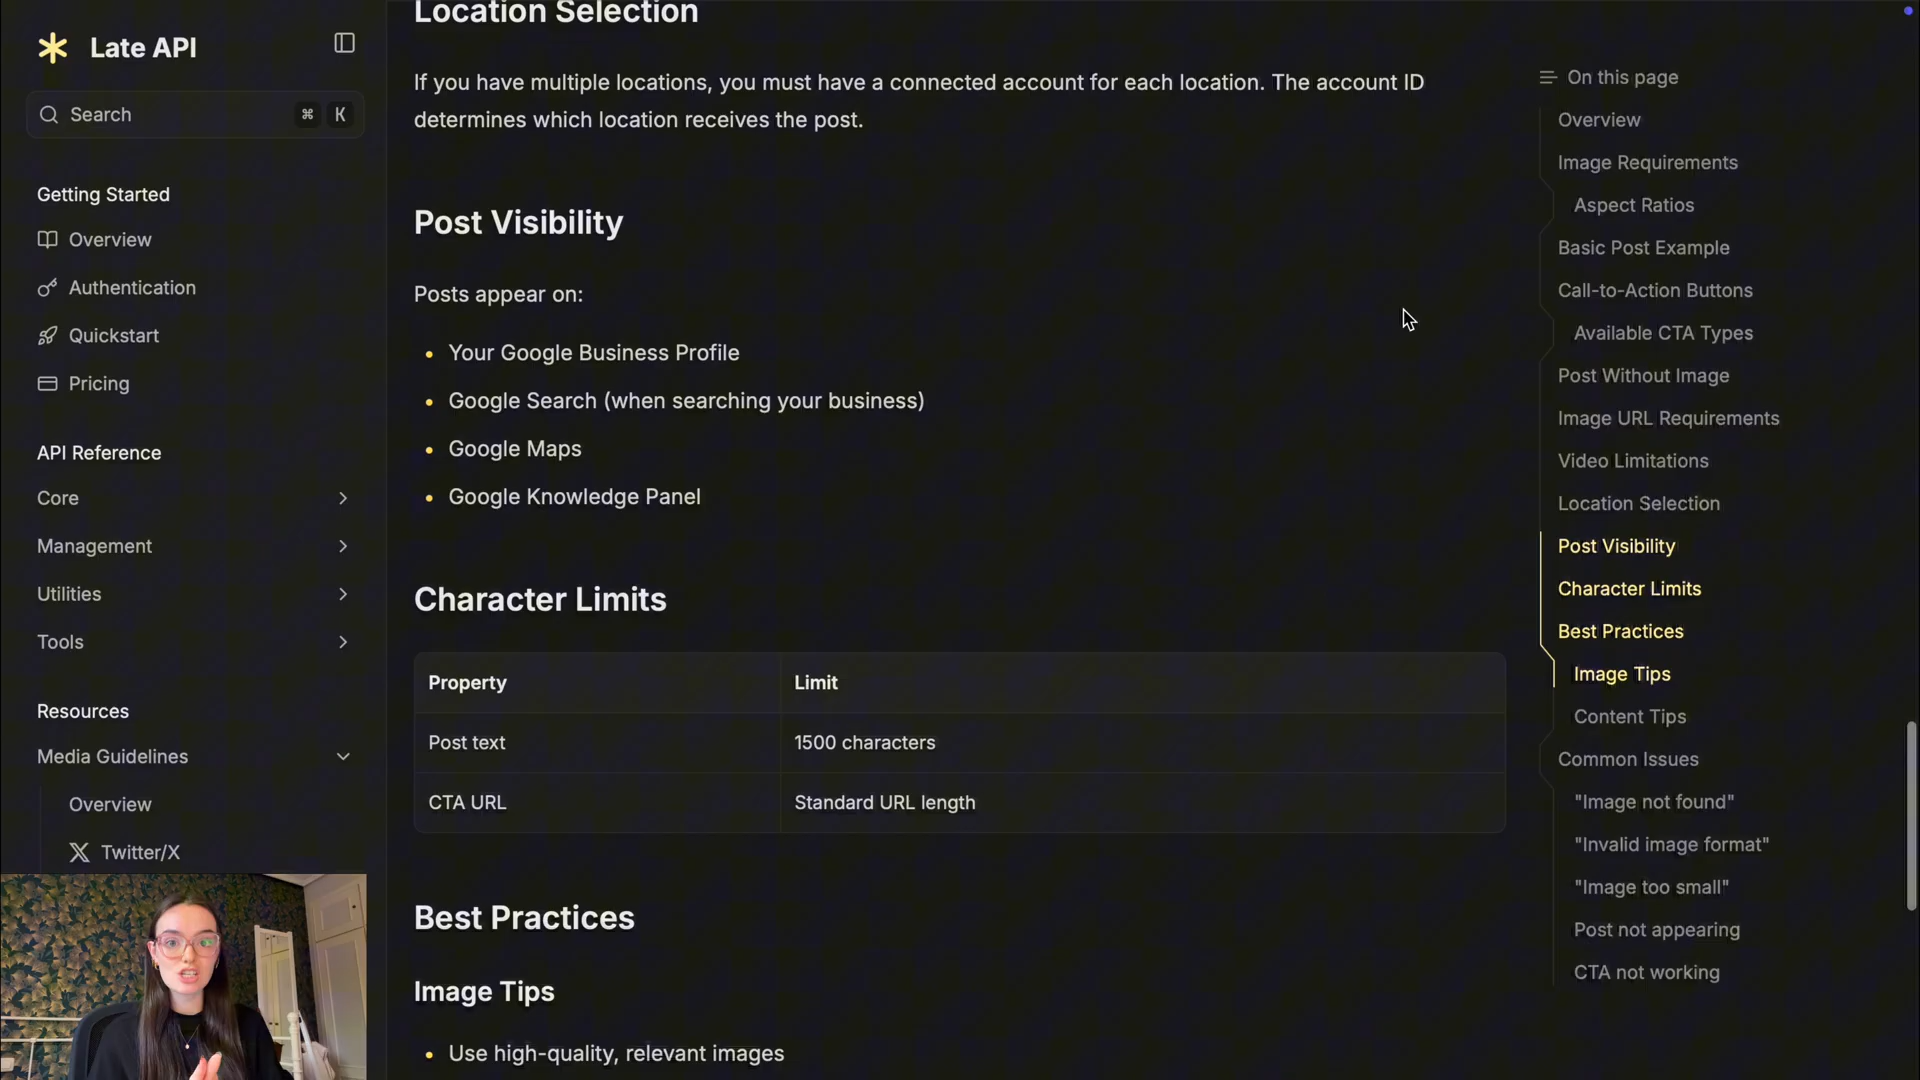 Late API
Search
⌘ K
Getting Started
Overview
Authentication
Quickstart
Pricing
API Reference
Core
Management
Utilities
Tools
Resources
Media Guidelines
Overview
Twitter/X
Location Selection
If you have multiple locations, you must have a connected account for each location. The account ID
determines which location receives the post.
Post Visibility
Posts appear on:
Your Google Business Profile
Google Search (when searching your business)
Google Maps
Google Knowledge Panel
Character Limits
Property Limit
Post text 1500 characters
CTA URL Standard URL length
Best Practices
Image Tips
Use high-quality, relevant images
On this page
Overview
Image Requirements
Aspect Ratios
Basic Post Example
Call-to-Action Buttons
Available CTA Types
Post Without Image
Image URL Requirements
Video Limitations
Location Selection
Post Visibility
Character Limits
Best Practices
Image Tips
Content Tips
Common Issues
"Image not found"
"Invalid image format"
"Image too small"
Post not appearing
CTA not working